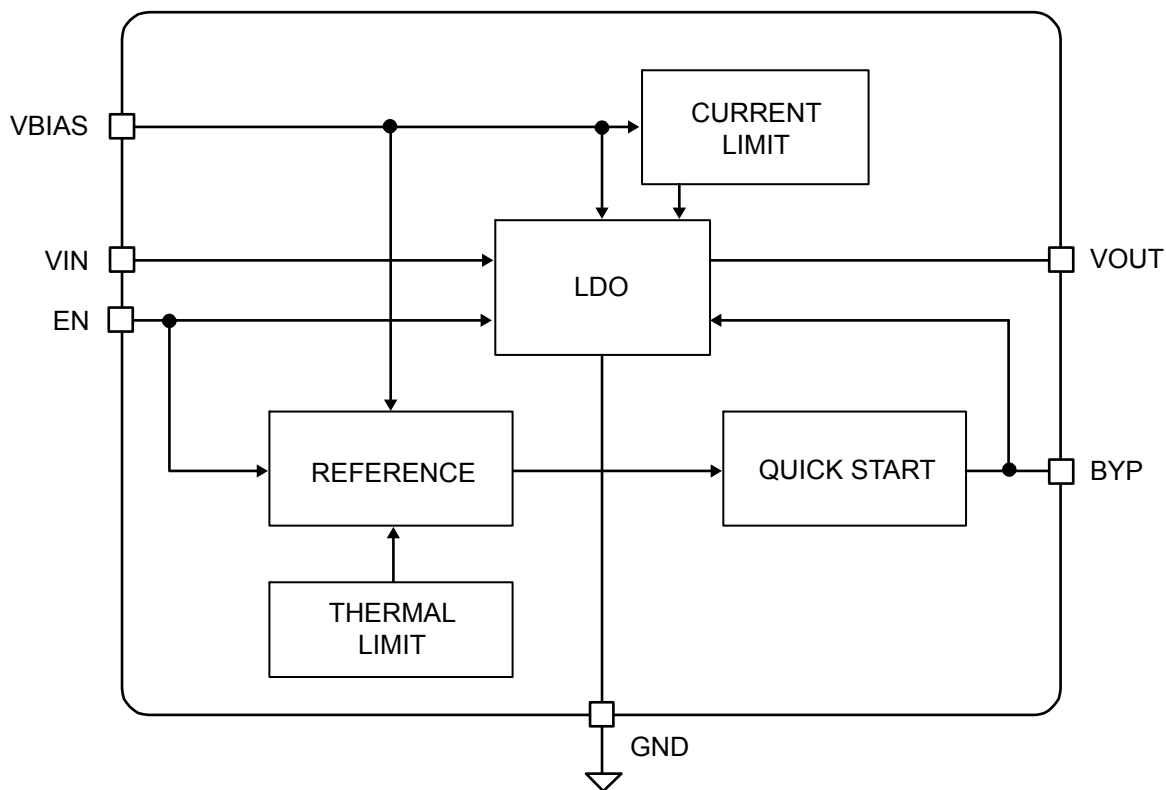 CURRENT
LIMIT
VBIAS
VIN
LDO
VOUT
EN
REFERENCE
QUICK START
BYP
THERMAL
LIMIT
GND